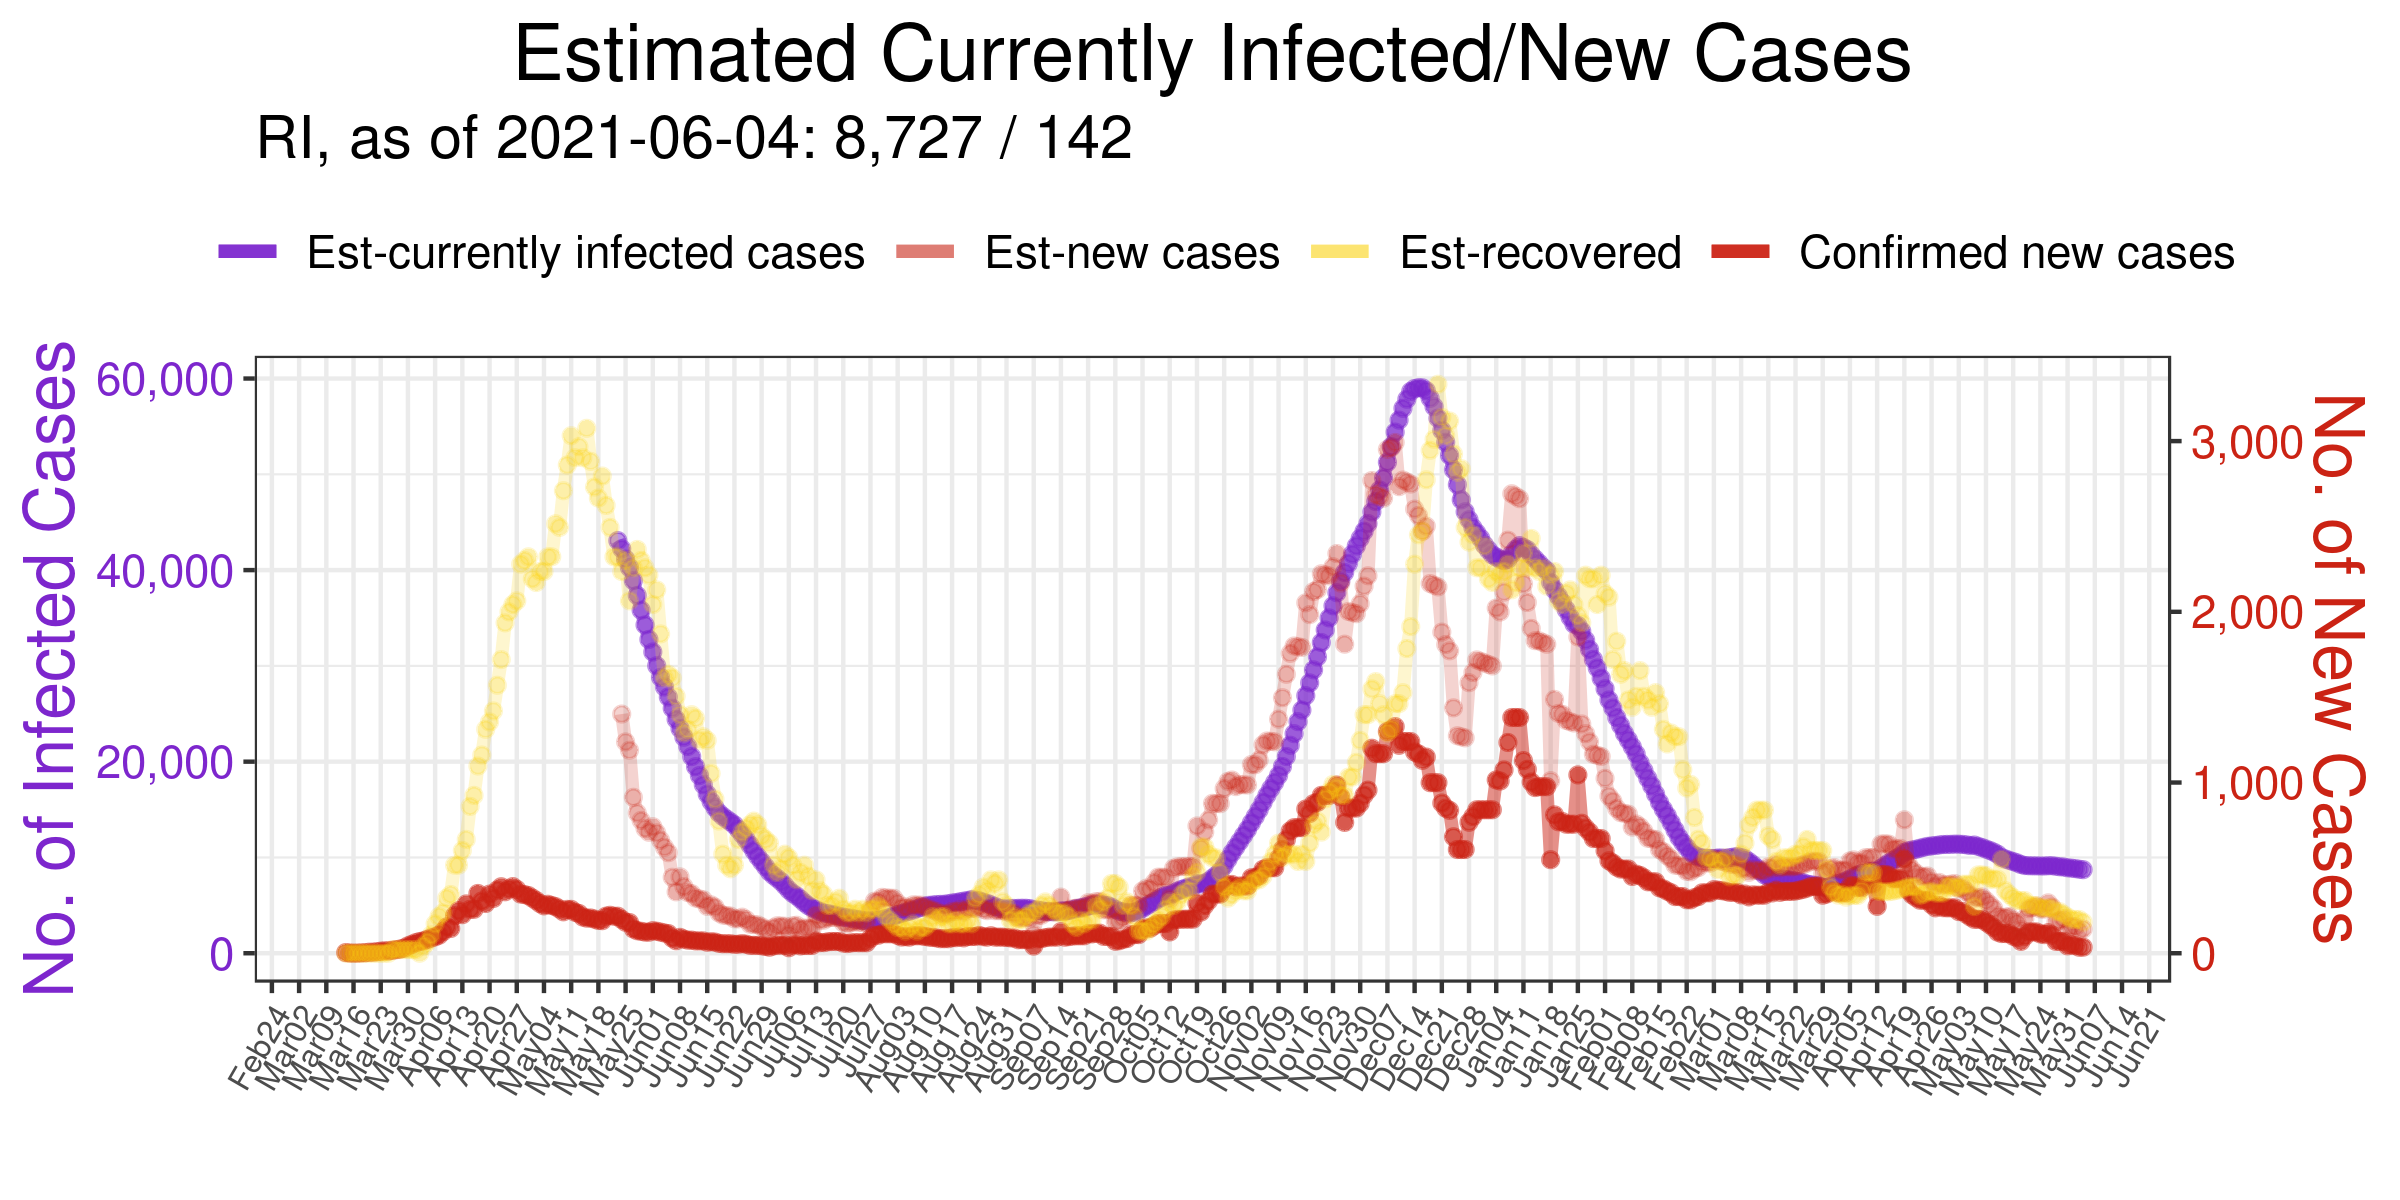 Estimated Currently Infected/New Cases
RI, as of 2021-06-04: 8,727 / 142
Est-currently infected cases Est-new cases Est-recovered Confirmed new cases
No. of Infected Cases
60,000
40,000
20,000
0
3,000
2,000
1,000
0
No. of New Cases
Feb24
Mar02
Mar09
Mar16
Mar23
Mar30
Apr06
Apr13
Apr20
Apr27
May04
May11
May18
May25
Jun01
Jun08
Jun15
Jun22
Jun29
Jul06
Jul13
Jul20
Jul27
Aug03
Aug10
Aug17
Aug24
Aug31
Sep07
Sep14
Sep21
Sep28
Oct05
Oct12
Oct19
Oct26
Nov02
Nov09
Nov16
Nov23
Nov30
Dec07
Dec14
Dec21
Dec28
Jan04
Jan11
Jan18
Jan25
Feb01
Feb08
Feb15
Feb22
Mar01
Mar08
Mar15
Mar22
Mar29
Apr05
Apr12
Apr19
Apr26
May03
May10
May17
May24
May31
Jun07
Jun14
Jun21